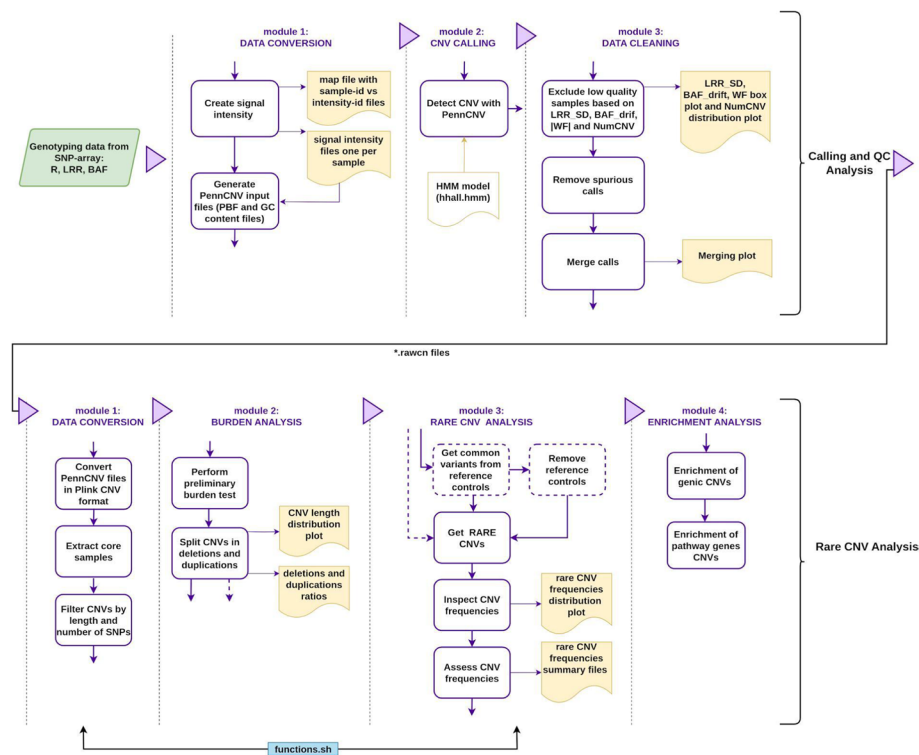 module 1:
DATA CONVERSION
module 2:
CNV CALLING
module 3:
DATA CLEANING
Genotyping data from
SNP-array:
R, LRR, BAF
Create signal
intensity
map file with
sample-id vs
intensity-id files
signal intensity
files one per
sample
Generate
PennCNV input
files (PBF and GC
content files)
Detect CNV with
PennCNV
HMM model
(hhall.hmm)
Exclude low quality
samples based on
LRR_SD, BAF_drif,
|WF| and NumCNV
LRR_SD,
BAF_drift, WF box
plot and NumCNV
distribution plot
Remove spurious
calls
Merge calls
Merging plot
Calling and QC
Analysis
*.rawcn files
module 1:
DATA CONVERSION
module 2:
BURDEN ANALYSIS
module 3:
RARE CNV ANALYSIS
module 4:
ENRICHMENT ANALYSIS
Convert
PennCNV files
in Plink CNV
format
Extract core
samples
Filter CNVs by
length and
number of SNPs
Perform
preliminary
burden test
Split CNVs in
deletions and
duplications
CNV length
distribution
plot
deletions and
duplications
ratios
Get common
variants from
reference
controls
Remove
reference
controls
Get RARE
CNVs
Inspect CNV
frequencies
rare CNV
frequencies
distribution
plot
Assess CNV
frequencies
rare CNV
frequencies
summary files
Enrichment of
genic CNVs
Enrichment of
pathway genes
CNVs
Rare CNV Analysis
functions.sh